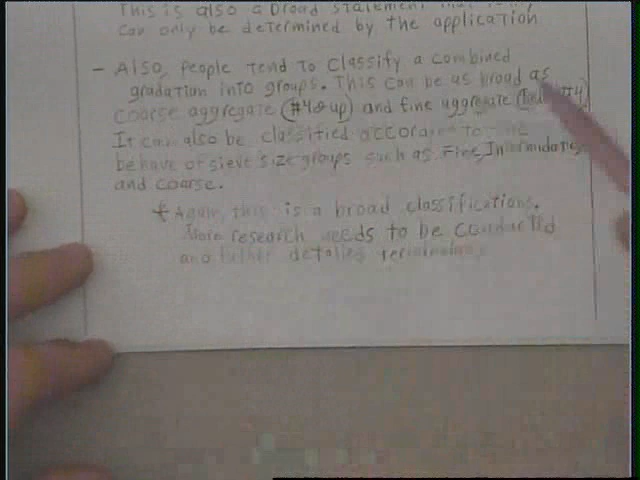 This is also a broad statement that
can only be determined by the application
- Also, people tend to classify a combined
gradation into groups. This can be as broad as
coarse aggregate (#4 & up) and fine aggregate (
It can also be classified according to the
behave of sieve size groups such as Fine, Intermidate,
and coarse.
* Again, this is a broad classifications.
More research needs to be conducted
and futher detailed